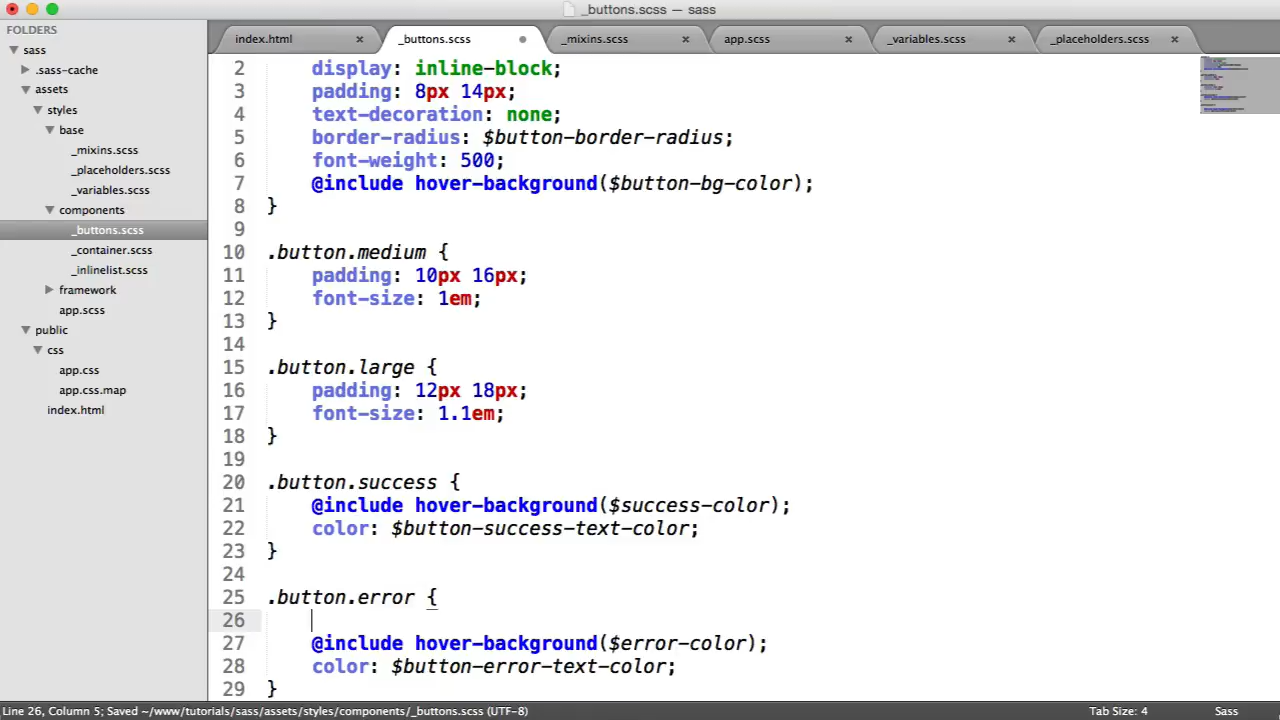 _buttons.scss — sass
FOLDERS
sass
.sass-cache
assets
styles
base
_mixins.scss
_placeholders.scss
_variables.scss
components
_buttons.scss
_container.scss
_inlinelist.scss
framework
app.scss
public
css
app.css
app.css.map
index.html
index.html × _buttons.scss _mixins.scss × app.scss × _variables.scss × _placeholders.scss ×
2 display: inline-block;
3 padding: 8px 14px;
4 text-decoration: none;
5 border-radius: $button-border-radius;
6 font-weight: 500;
7 @include hover-background($button-bg-color);
8 }
9
10 .button.medium {
11 padding: 10px 16px;
12 font-size: 1em;
13 }
14
15 .button.large {
16 padding: 12px 18px;
17 font-size: 1.1em;
18 }
19
20 .button.success {
21 @include hover-background($success-color);
22 color: $button-success-text-color;
23 }
24
25 .button.error {
26
27 @include hover-background($error-color);
28 color: $button-error-text-color;
29 }
Line 26, Column 5; Saved ~/www/tutorials/sass/assets/styles/components/_buttons.scss (UTF-8) Tab Size: 4 Sass